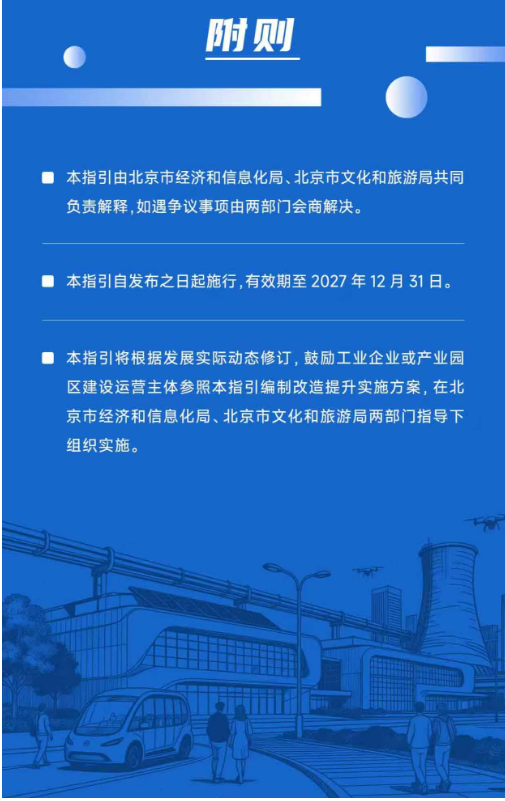 附则
本指引由北京市经济和信息化局、北京市文化和旅游局共同
负责解释,如遇争议事项由两部门会商解决。
本指引自发布之日起施行,有效期至 2027 年 12 月 31 日。
本指引将根据发展实际动态修订,鼓励工业企业或产业园
区建设运营主体参照本指引编制改造提升实施方案,在北
京市经济和信息化局、北京市文化和旅游局两部门指导下
组织实施。